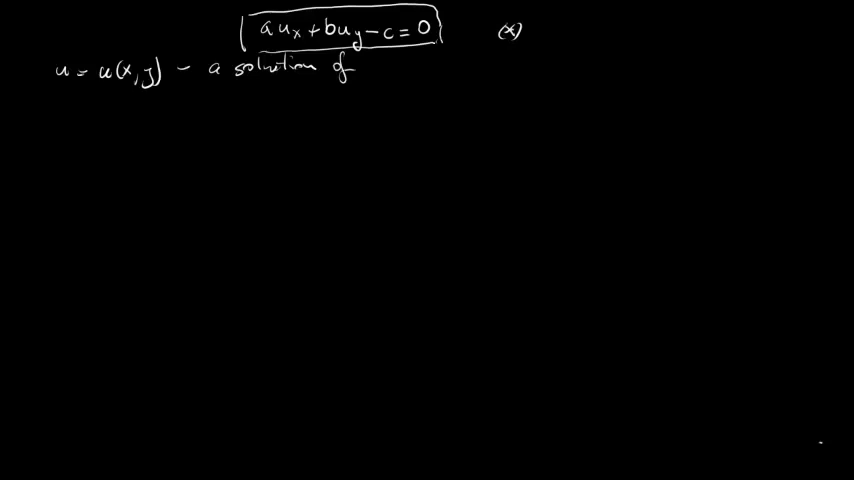 au_x + bu_y - c = 0 (*)
u = u(x,y) - a solution of